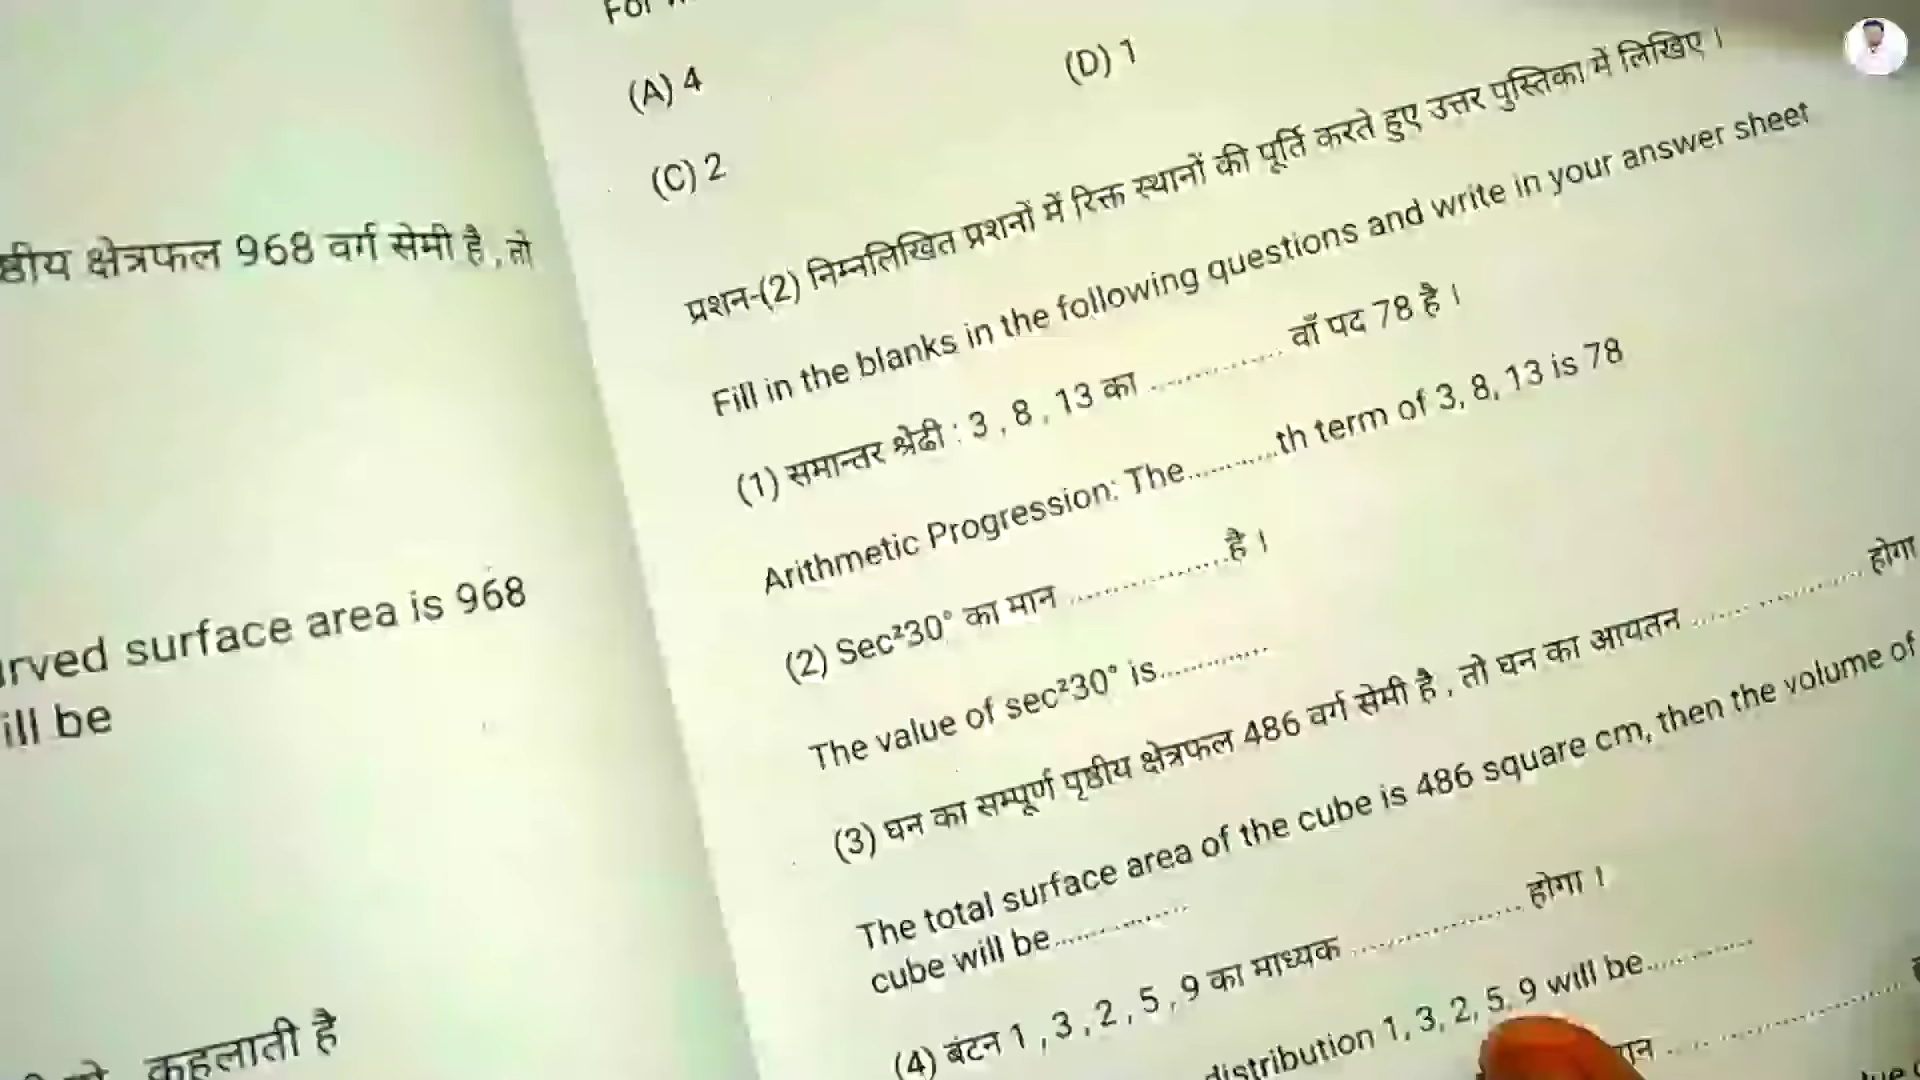 ष्ठीय क्षेत्रफल 968 वर्ग सेमी है , तो
surface area is 968
ill be
कहलाती है
For
(A) 4
(D) 1
(C) 2
प्रशन-(2) निम्नलिखित प्रशनों में रिक्त स्थानों की पूर्ति करते हुए उत्तर पुस्तिका में लिखिए ।
Fill in the blanks in the following questions and write in your answer sheet
(1) समान्तर श्रेढी : 3 , 8 , 13 का ............... वाँ पद 78 है ।
Arithmetic Progression: The...........th term of 3, 8, 13 is 78
(2) Sec²30° का मान ..................है ।
The value of sec²30° is.............
(3) घन का सम्पूर्ण पृष्ठीय क्षेत्रफल 486 वर्ग सेमी है , तो घन का आयतन ...................... होगा
The total surface area of the cube is 486 square cm, then the volume of
cube will be................
(4) बंटन 1 , 3 , 2 , 5 , 9 का माध्यक .................... होगा ।
distribution 1, 3, 2, 5, 9 will be.............